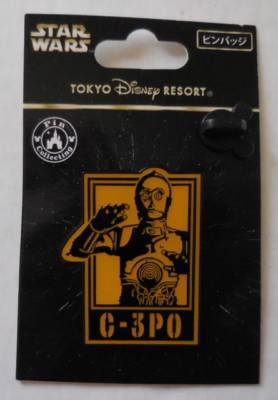 STAR
WARS
ピンバッジ
TOKYO Disney RESORT®
Pin
Collecting
C-3PO